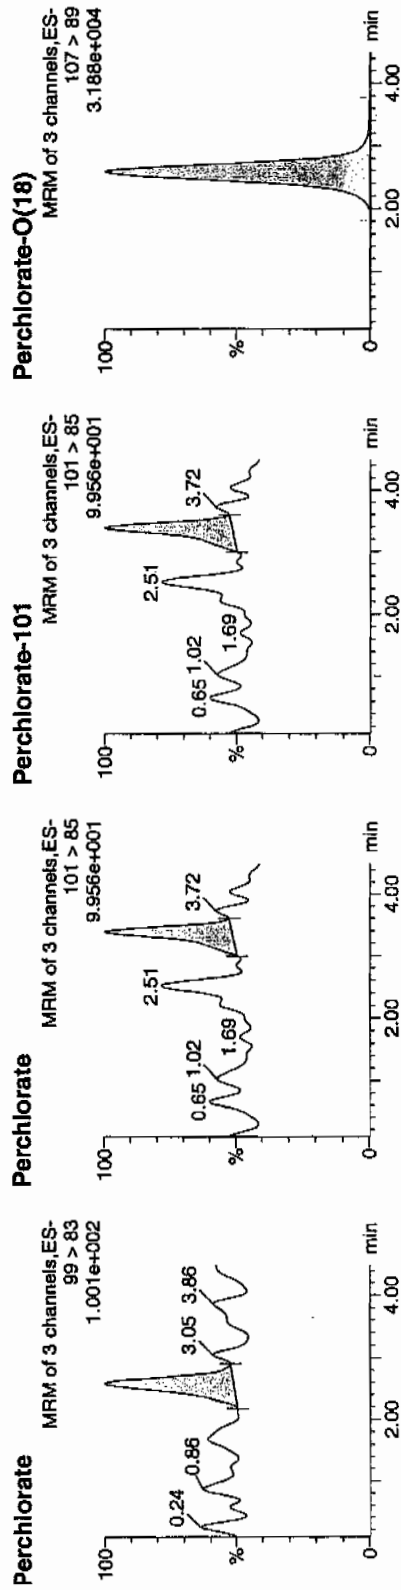 Perchlorate
MRM of 3 channels,ES-
99 > 83
1.001e+002
100
%
0
0.24
0.86
3.05
3.86
2.00
4.00
min
Perchlorate
MRM of 3 channels,ES-
101 > 85
9.956e+001
100
%
0
0.65
1.02
1.69
2.51
3.72
2.00
4.00
min
Perchlorate-101
MRM of 3 channels,ES-
101 > 85
9.956e+001
100
%
0
0.65
1.02
1.69
2.51
3.72
2.00
4.00
min
Perchlorate-O(18)
MRM of 3 channels,ES-
107 > 89
3.188e+004
100
%
0
2.00
4.00
min